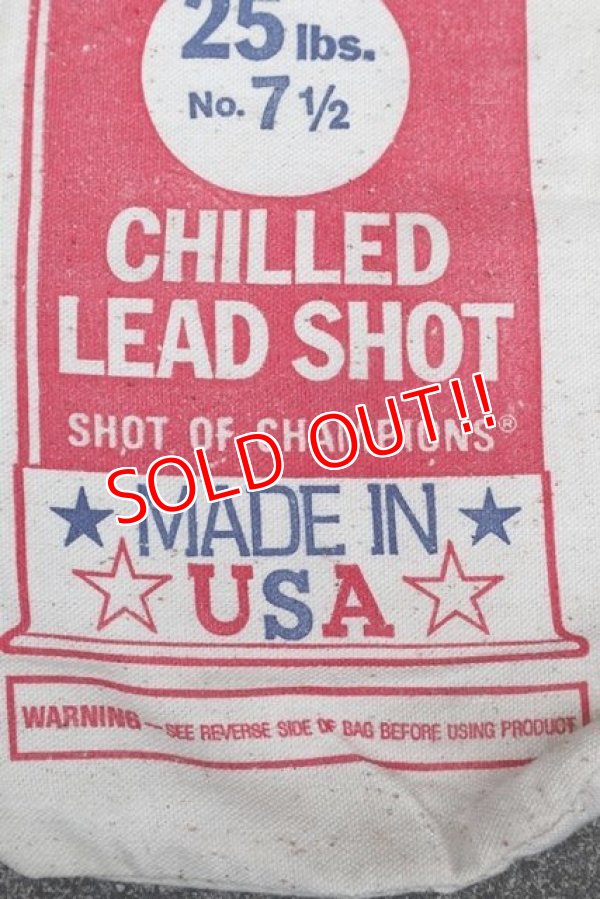 25 lbs.
No. 7 1/2
CHILLED
LEAD SHOT
SHOT OF CHAMPIONS®
SOLD OUT!!
MADE IN
USA
WARNING—SEE REVERSE SIDE OF BAG BEFORE USING PRODUCT